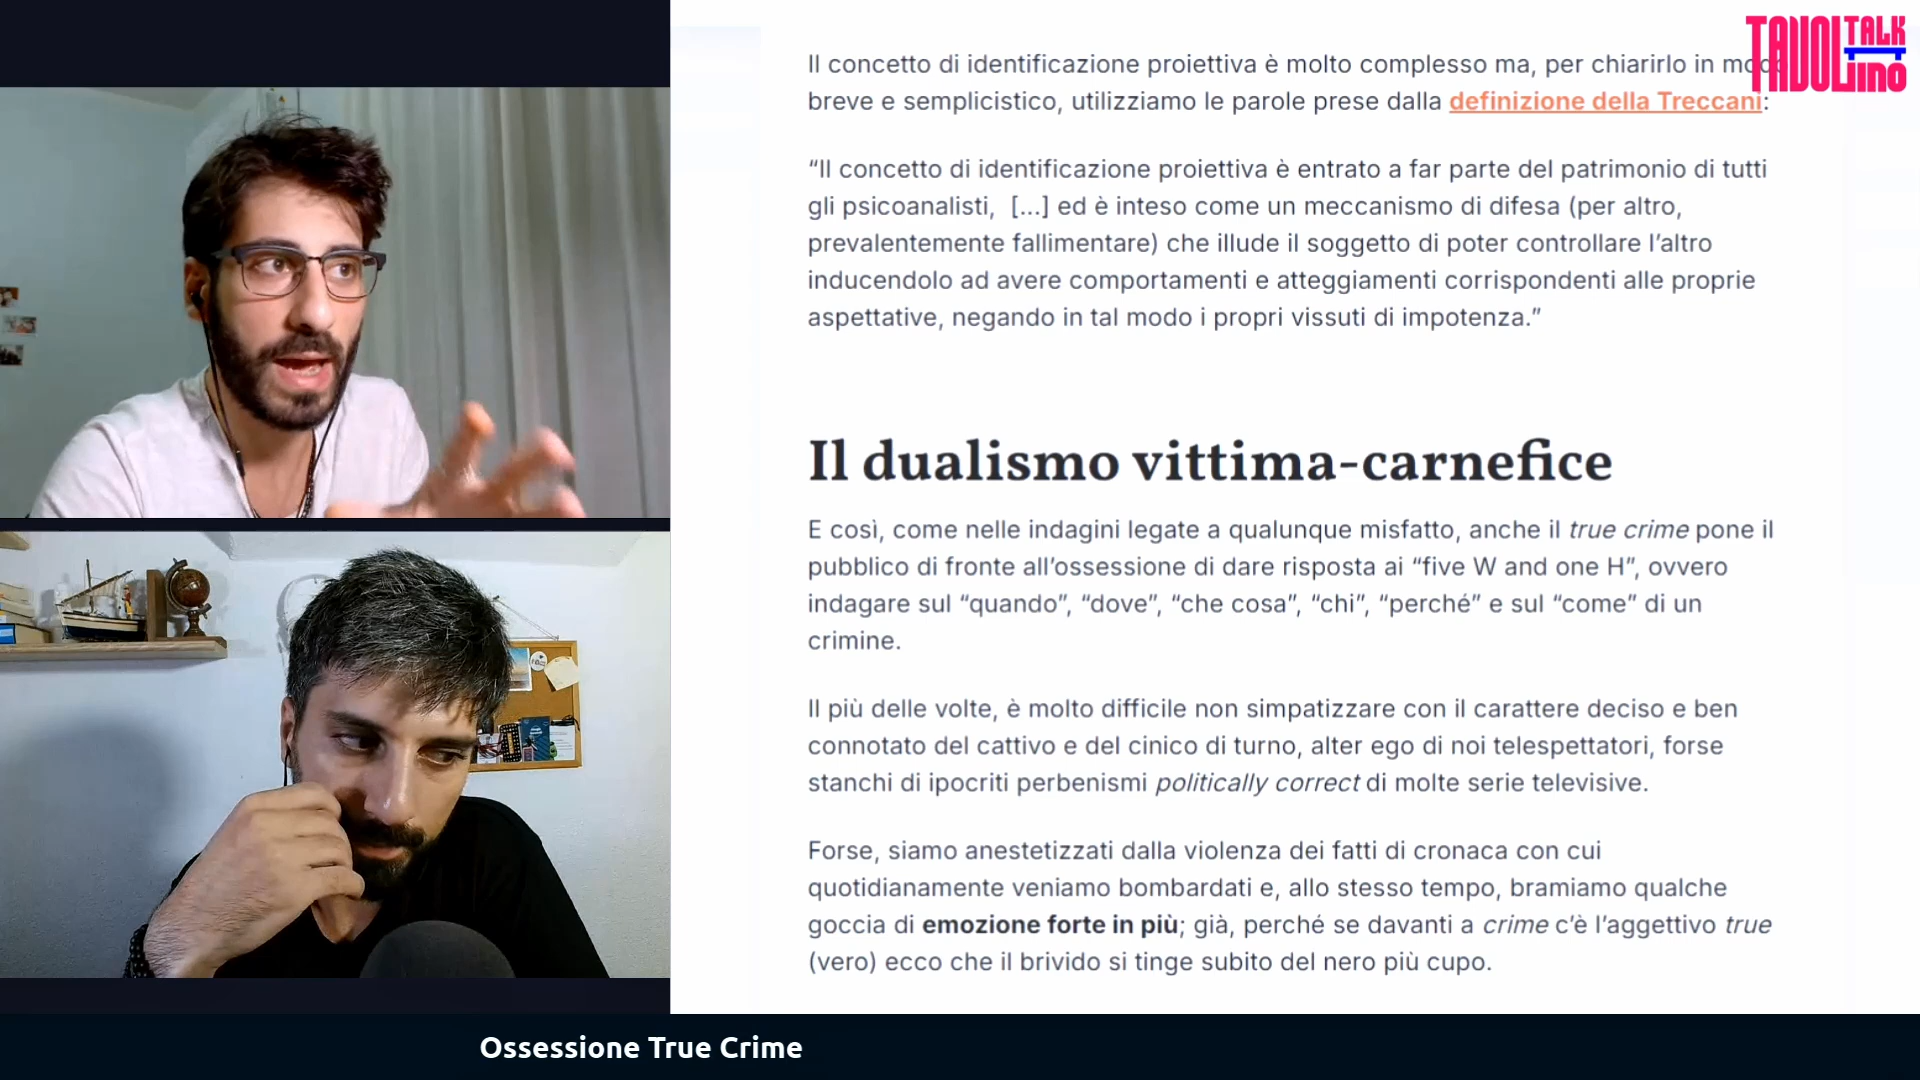 Il concetto di identificazione proiettiva è molto complesso ma, per chiarirlo in
breve e semplicistico, utilizziamo le parole prese dalla definizione della Treccani:
“Il concetto di identificazione proiettiva è entrato a far parte del patrimonio di tutti
gli psicoanalisti, [...] ed è inteso come un meccanismo di difesa (per altro,
prevalentemente fallimentare) che illude il soggetto di poter controllare l’altro
inducendolo ad avere comportamenti e atteggiamenti corrispondenti alle proprie
aspettative, negando in tal modo i propri vissuti di impotenza.”
Il dualismo vittima-carnefice
E così, come nelle indagini legate a qualunque misfatto, anche il true crime pone il
pubblico di fronte all’ossessione di dare risposta ai “five W and one H”, ovvero
indagare sul “quando”, “dove”, “che cosa”, “chi”, “perché” e sul “come” di un
crimine.
Il più delle volte, è molto difficile non simpatizzare con il carattere deciso e ben
connotato del cattivo e del cinico di turno, alter ego di noi telespettatori, forse
stanchi di ipocriti perbenismi politically correct di molte serie televisive.
Forse, siamo anestetizzati dalla violenza dei fatti di cronaca con cui
quotidianamente veniamo bombardati e, allo stesso tempo, bramiamo qualche
goccia di emozione forte in più; già, perché se davanti a crime c’è l’aggettivo true
(vero) ecco che il brivido si tinge subito del nero più cupo.
TAVOLIINO TALK
Ossessione True Crime